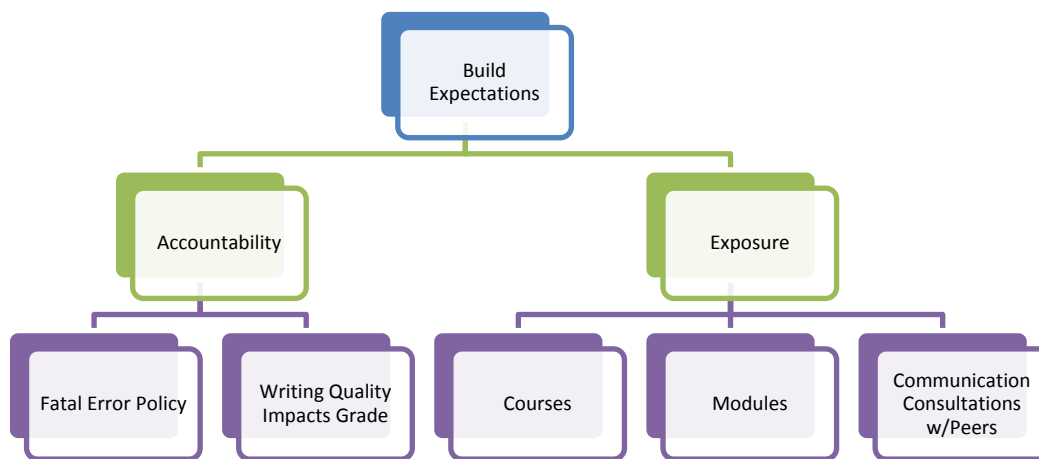 Build
Expectations
Accountability
Exposure
Fatal Error Policy
Writing Quality
Impacts Grade
Courses
Modules
Communication
Consultations
w/Peers